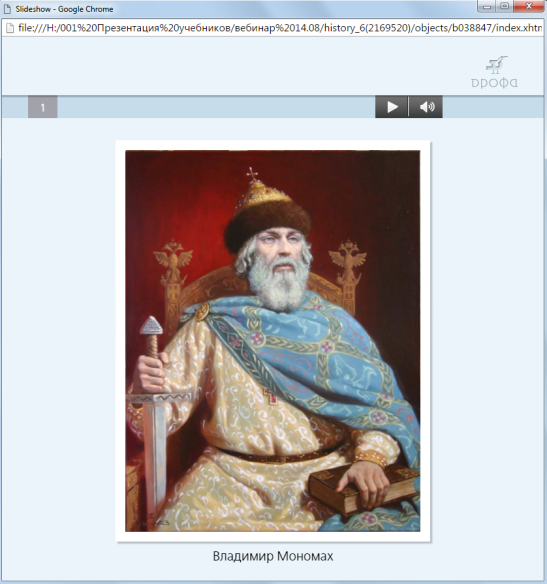 Slideshow - Google Chrome
file:///H:/001%20Презентация%20учебников/вебинар%2014.08/history_6(2169520)/objects/b038847/index.xhtm
дрофа
1
Владимир Мономах